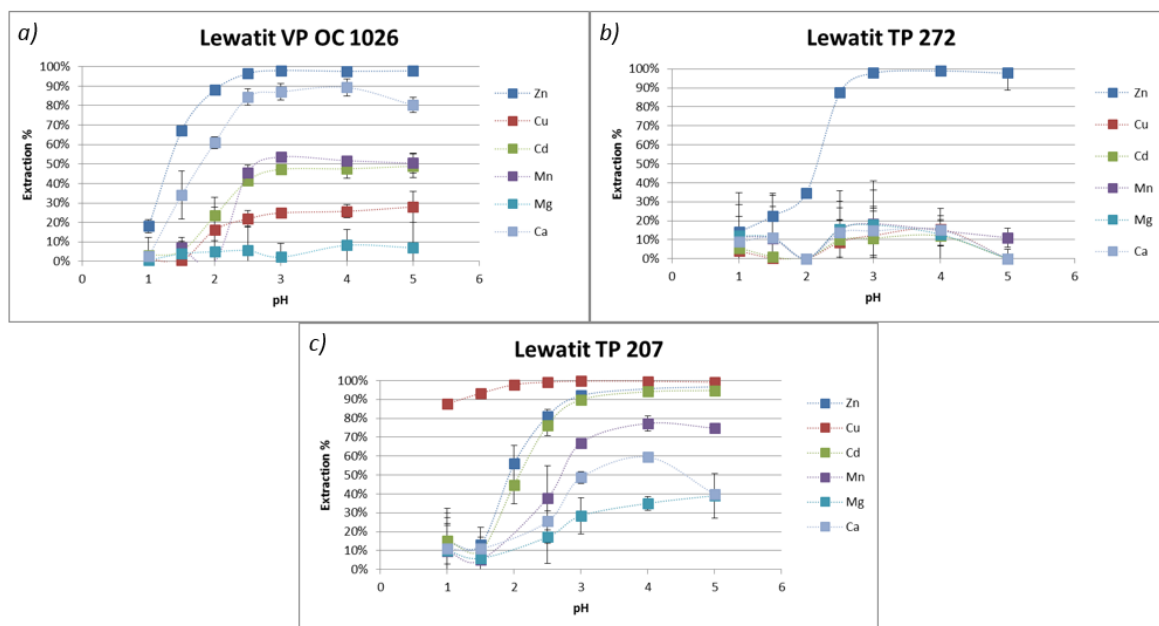 a)
Lewatit VP OC 1026
100%
90%
80%
70%
60%
50%
40%
30%
20%
10%
0%
Extraction %
0 1 2 3 4 5 6
pH
Zn
Cu
Cd
Mn
Mg
Ca
b)
Lewatit TP 272
100%
90%
80%
70%
60%
50%
40%
30%
20%
10%
0%
Extraction %
0 1 2 3 4 5 6
pH
Zn
Cu
Cd
Mn
Mg
Ca
c)
Lewatit TP 207
100%
90%
80%
70%
60%
50%
40%
30%
20%
10%
0%
Extraction %
0 1 2 3 4 5 6
pH
Zn
Cu
Cd
Mn
Mg
Ca